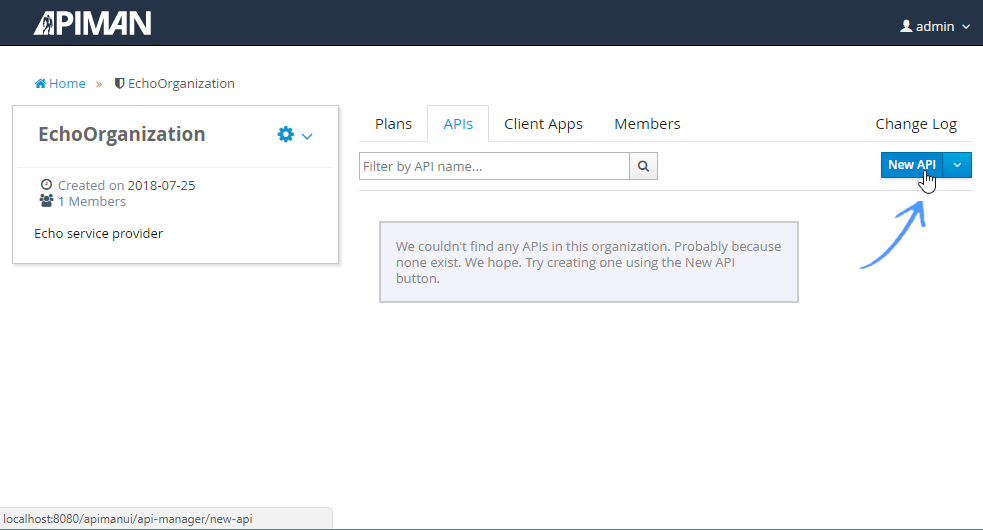 APIMAN
admin
Home » EchoOrganization
EchoOrganization
Created on 2018-07-25
1 Members
Echo service provider
Plans APIs Client Apps Members Change Log
Filter by API name...
New API
We couldn't find any APIs in this organization. Probably because
none exist. We hope. Try creating one using the New API
button.
localhost:8080/apimanui/api-manager/new-api